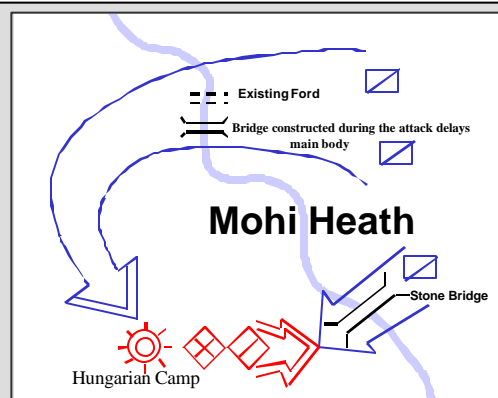 Existing Ford
Bridge constructed during the attack delays
main body
Mohi Heath
Stone Bridge
Hungarian Camp